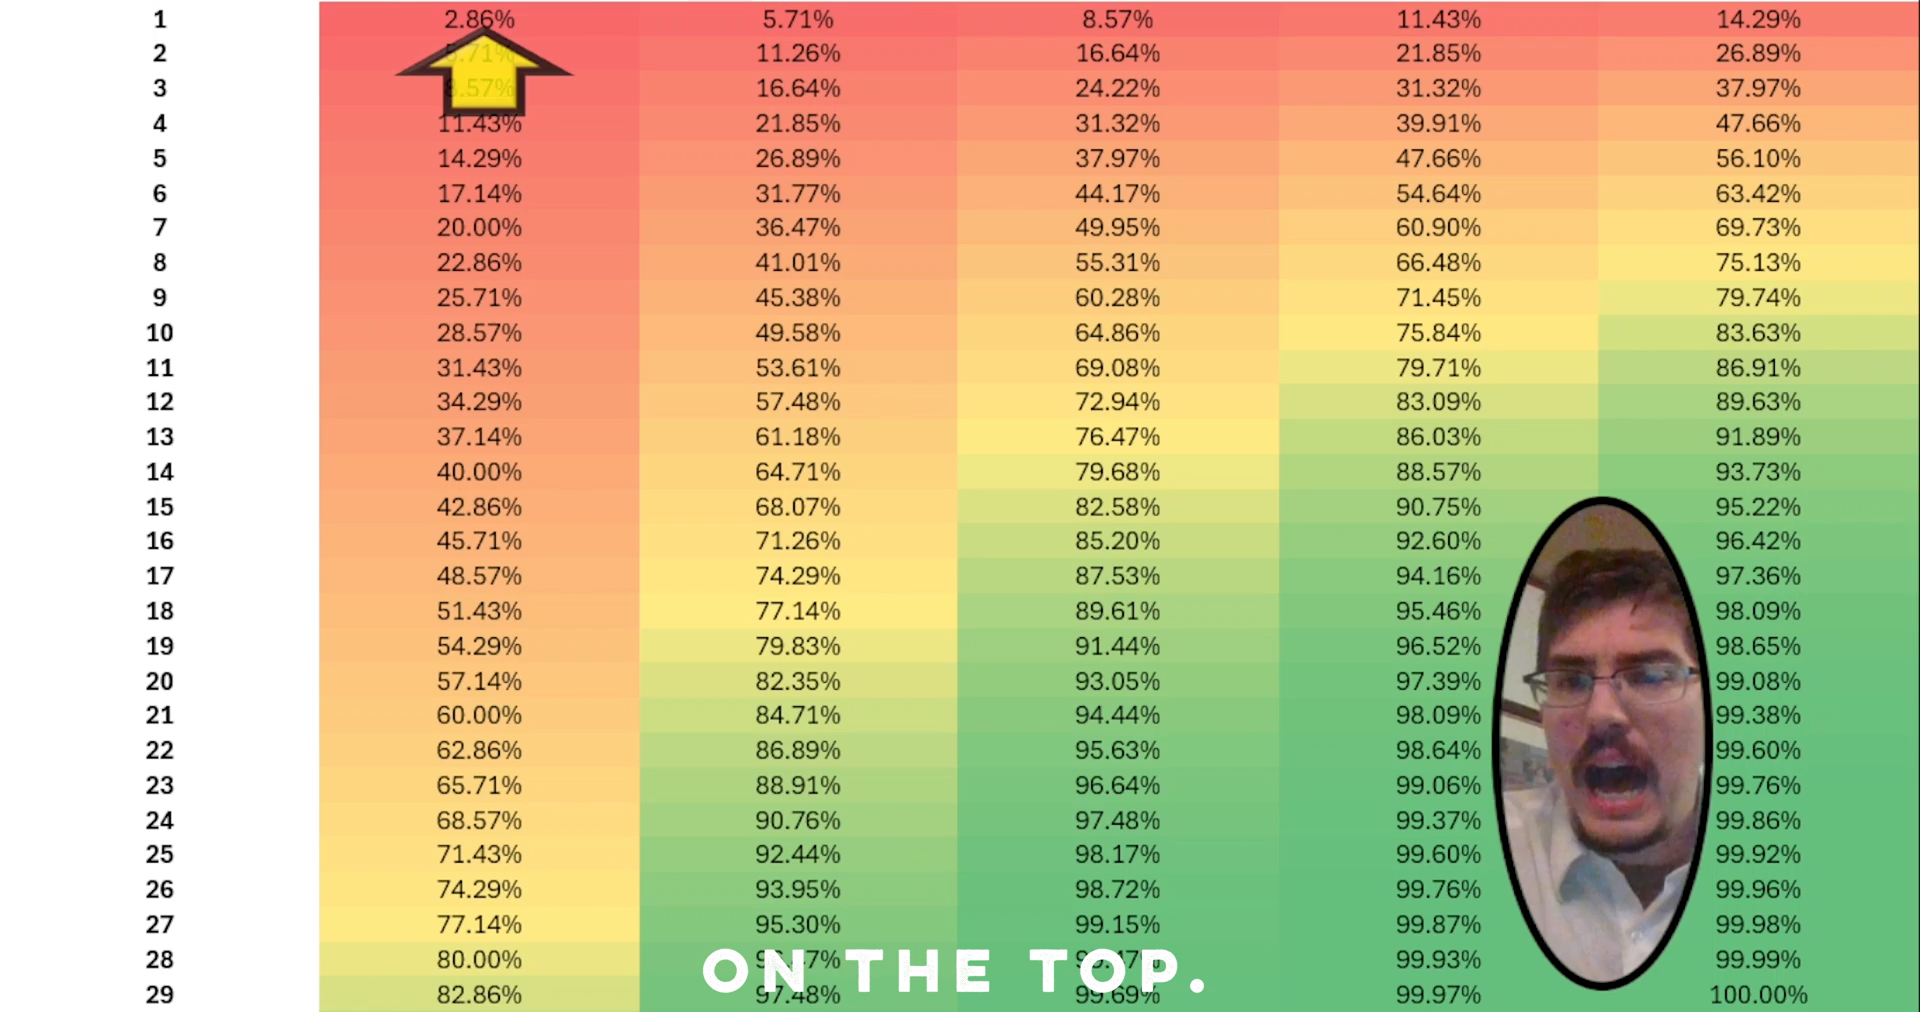 1 2.86% 5.71% 8.57% 11.43% 14.29%
2 5.71% 11.26% 16.64% 21.85% 26.89%
3 8.57% 16.64% 24.22% 31.32% 37.97%
4 11.43% 21.85% 31.32% 39.91% 47.66%
5 14.29% 26.89% 37.97% 47.66% 56.10%
6 17.14% 31.77% 44.17% 54.64% 63.42%
7 20.00% 36.47% 49.95% 60.90% 69.73%
8 22.86% 41.01% 55.31% 66.48% 75.13%
9 25.71% 45.38% 60.28% 71.45% 79.74%
10 28.57% 49.58% 64.86% 75.84% 83.63%
11 31.43% 53.61% 69.08% 79.71% 86.91%
12 34.29% 57.48% 72.94% 83.09% 89.63%
13 37.14% 61.18% 76.47% 86.03% 91.89%
14 40.00% 64.71% 79.68% 88.57% 93.73%
15 42.86% 68.07% 82.58% 90.75% 95.22%
16 45.71% 71.26% 85.20% 92.60% 96.42%
17 48.57% 74.29% 87.53% 94.16% 97.36%
18 51.43% 77.14% 89.61% 95.46% 98.09%
19 54.29% 79.83% 91.44% 96.52% 98.65%
20 57.14% 82.35% 93.05% 97.39% 99.08%
21 60.00% 84.71% 94.44% 98.09% 99.38%
22 62.86% 86.89% 95.63% 98.64% 99.60%
23 65.71% 88.91% 96.64% 99.06% 99.76%
24 68.57% 90.76% 97.48% 99.37% 99.86%
25 71.43% 92.44% 98.17% 99.60% 99.92%
26 74.29% 93.95% 98.72% 99.76% 99.96%
27 77.14% 95.30% 99.15% 99.87% 99.98%
28 80.00% 99.93% 99.99%
ON THE TOP.
29 82.86% 97.48% 99.69% 99.97% 100.00%